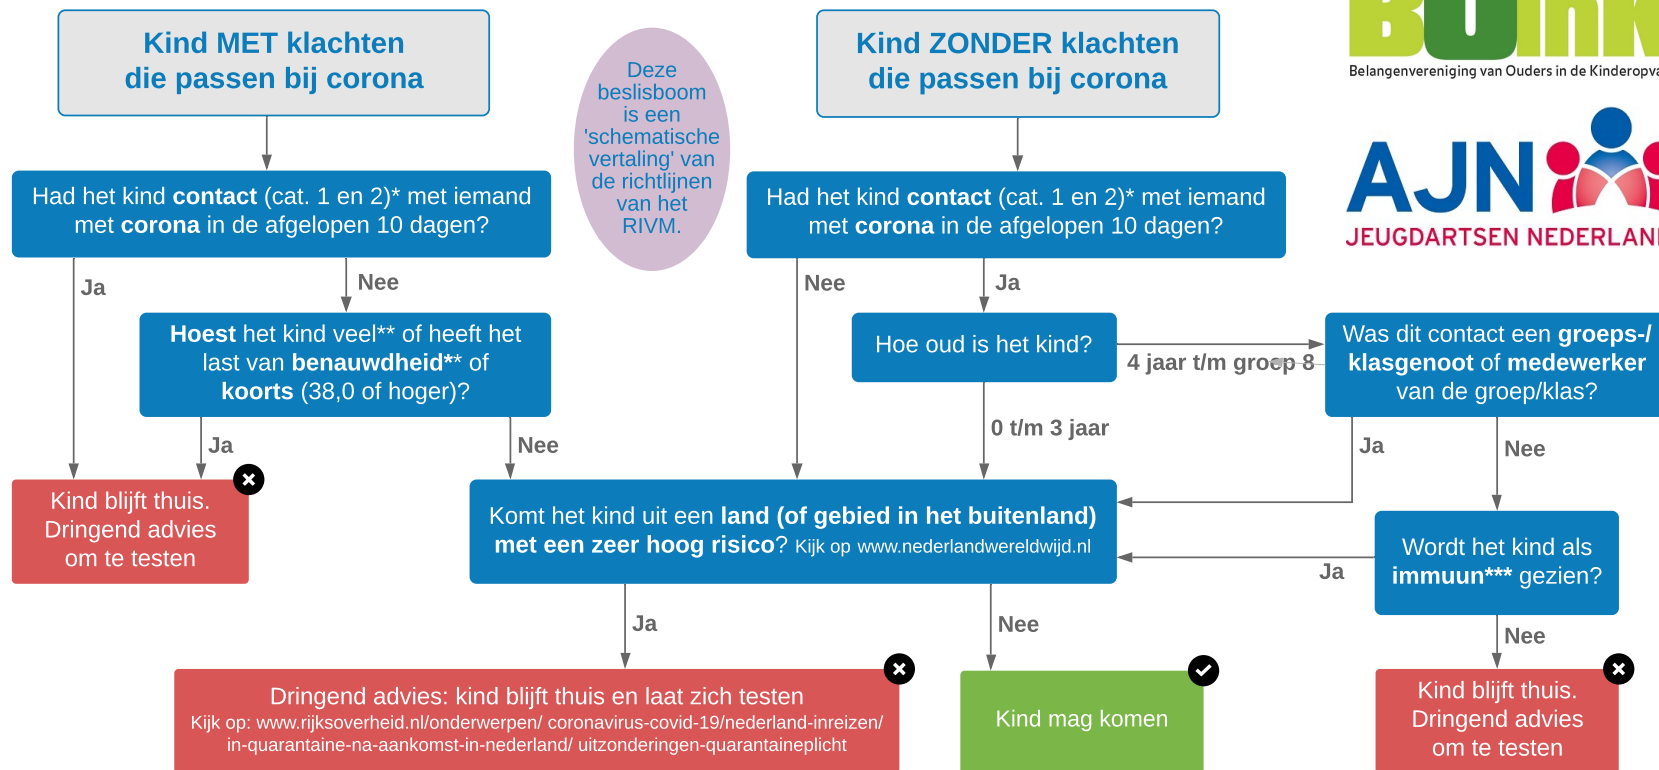 Kind MET klachten
die passen bij corona
Deze
beslisboom
is een
'schematische
vertaling' van
de richtlijnen
van het
RIVM.
Kind ZONDER klachten
die passen bij corona
Belangenvereniging van Ouders in de
AJN
JEUGDARTSEN
Had het kind contact (cat. 1 en 2)* met iemand
met corona in de afgelopen 10 dagen?
Had het kind contact (cat. 1 en 2)* met iemand
met corona in de afgelopen 10 dagen?
Ja
Nee
Nee
Ja
Hoest het kind veel** of heeft het
last van benauwdheid** of
koorts (38,0 of hoger)?
Hoe oud is het kind?
4 jaar t/m groep 8
Was dit contact een groeps-/
klasgenoot of medewerker
van de groep/klas?
Ja
Nee
0 t/m 3 jaar
Ja
Nee
Kind blijft thuis.
Dringend advies
om te testen
Komt het kind uit een land (of gebied in het buitenland)
met een zeer hoog risico? Kijk op www.nederlandwereldwijd.nl
Wordt het kind als
immuun*** gezien?
Ja
Ja
Nee
Nee
Dringend advies: kind blijft thuis en laat zich testen
Kijk op: www.rijksoverheid.nl/onderwerpen/ coronavirus-covid-19/nederland-inreizen/
in-quarantaine-na-aankomst-in-nederland/ uitzonderingen-quarantaineplicht
Kind mag komen
Kind blijft thuis.
Dringend advies
om te testen